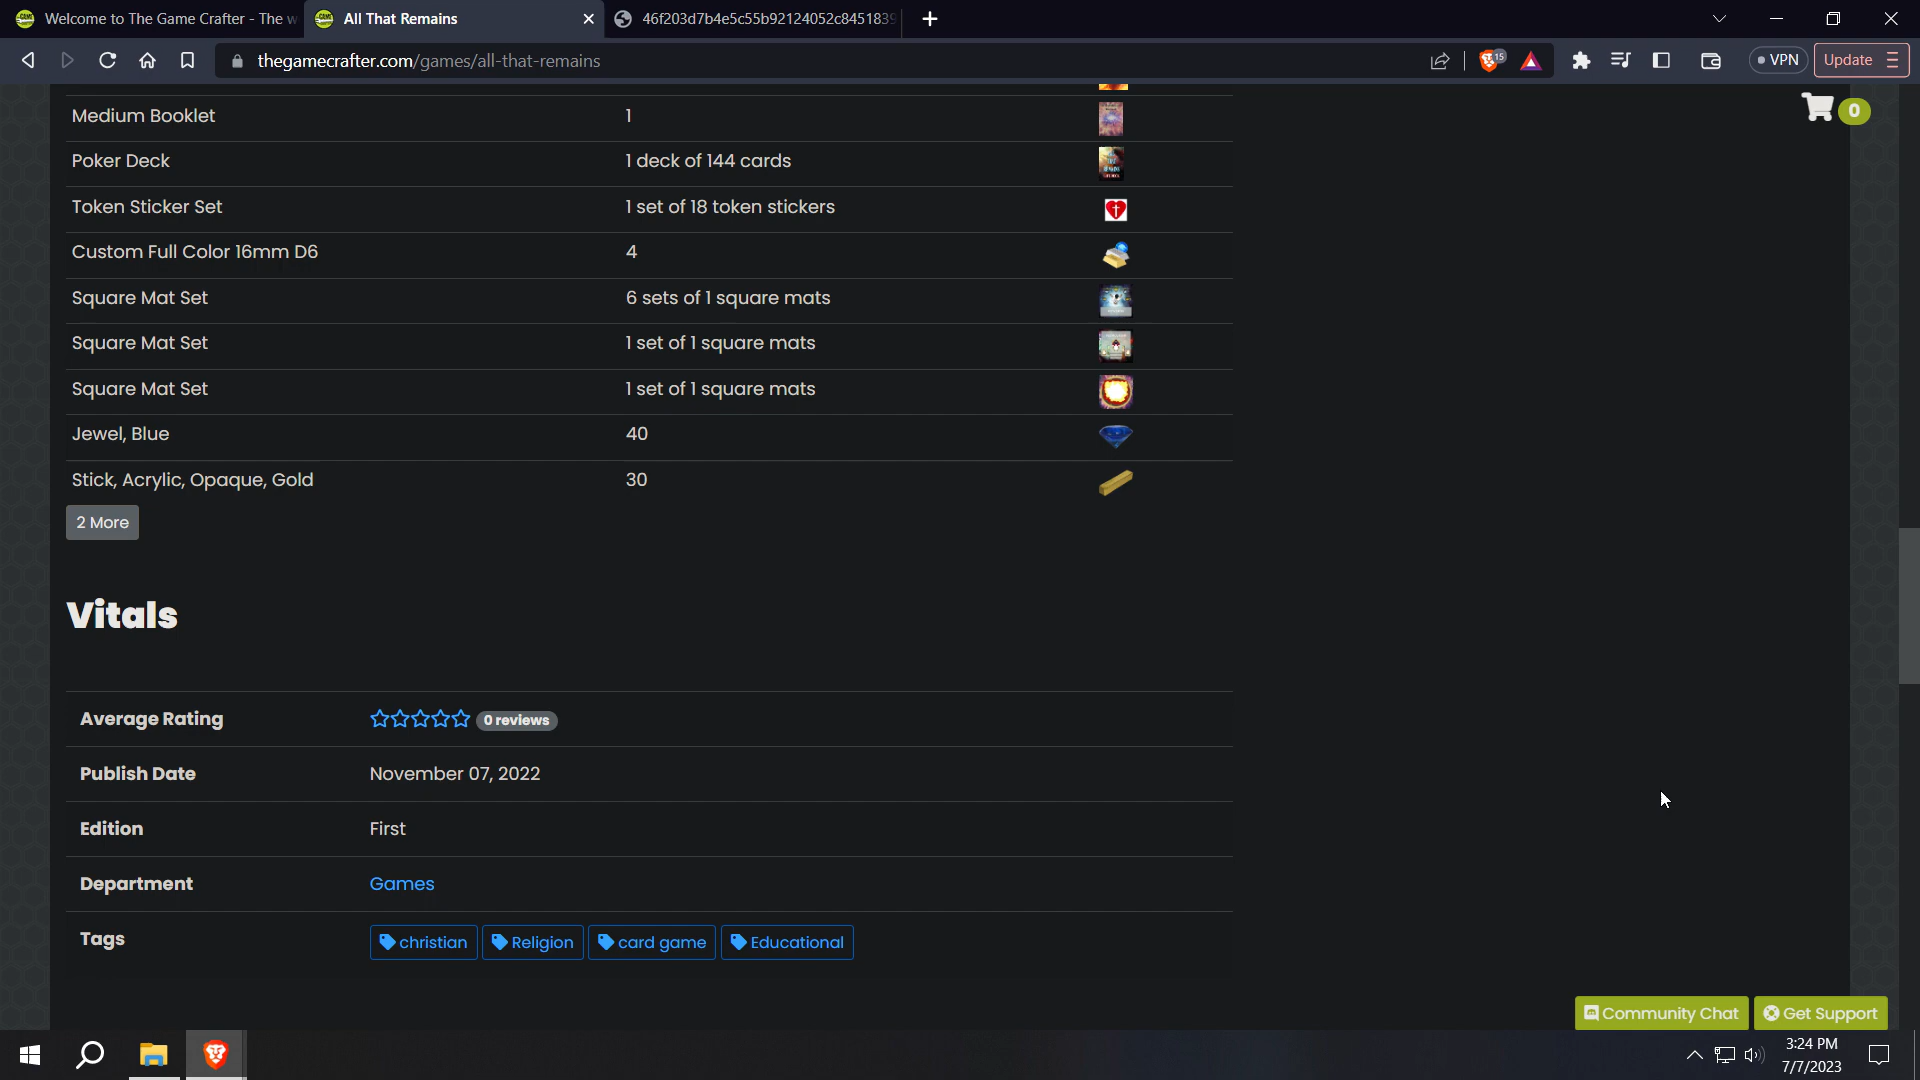 Welcome to The Game Crafter - The w
All That Remains
46f203d7b4e5c55b92124052c8451839
thegamecrafter.com/games/all-that-remains
15
VPN
Update
0
Medium Booklet 1
Poker Deck 1 deck of 144 cards
Token Sticker Set 1 set of 18 token stickers
Custom Full Color 16mm D6 4
Square Mat Set 6 sets of 1 square mats
Square Mat Set 1 set of 1 square mats
Square Mat Set 1 set of 1 square mats
Jewel, Blue 40
Stick, Acrylic, Opaque, Gold 30
2 More
Vitals
Average Rating 0 reviews
Publish Date November 07, 2022
Edition First
Department Games
Tags christian Religion card game Educational
Community Chat Get Support
3:24 PM
7/7/2023